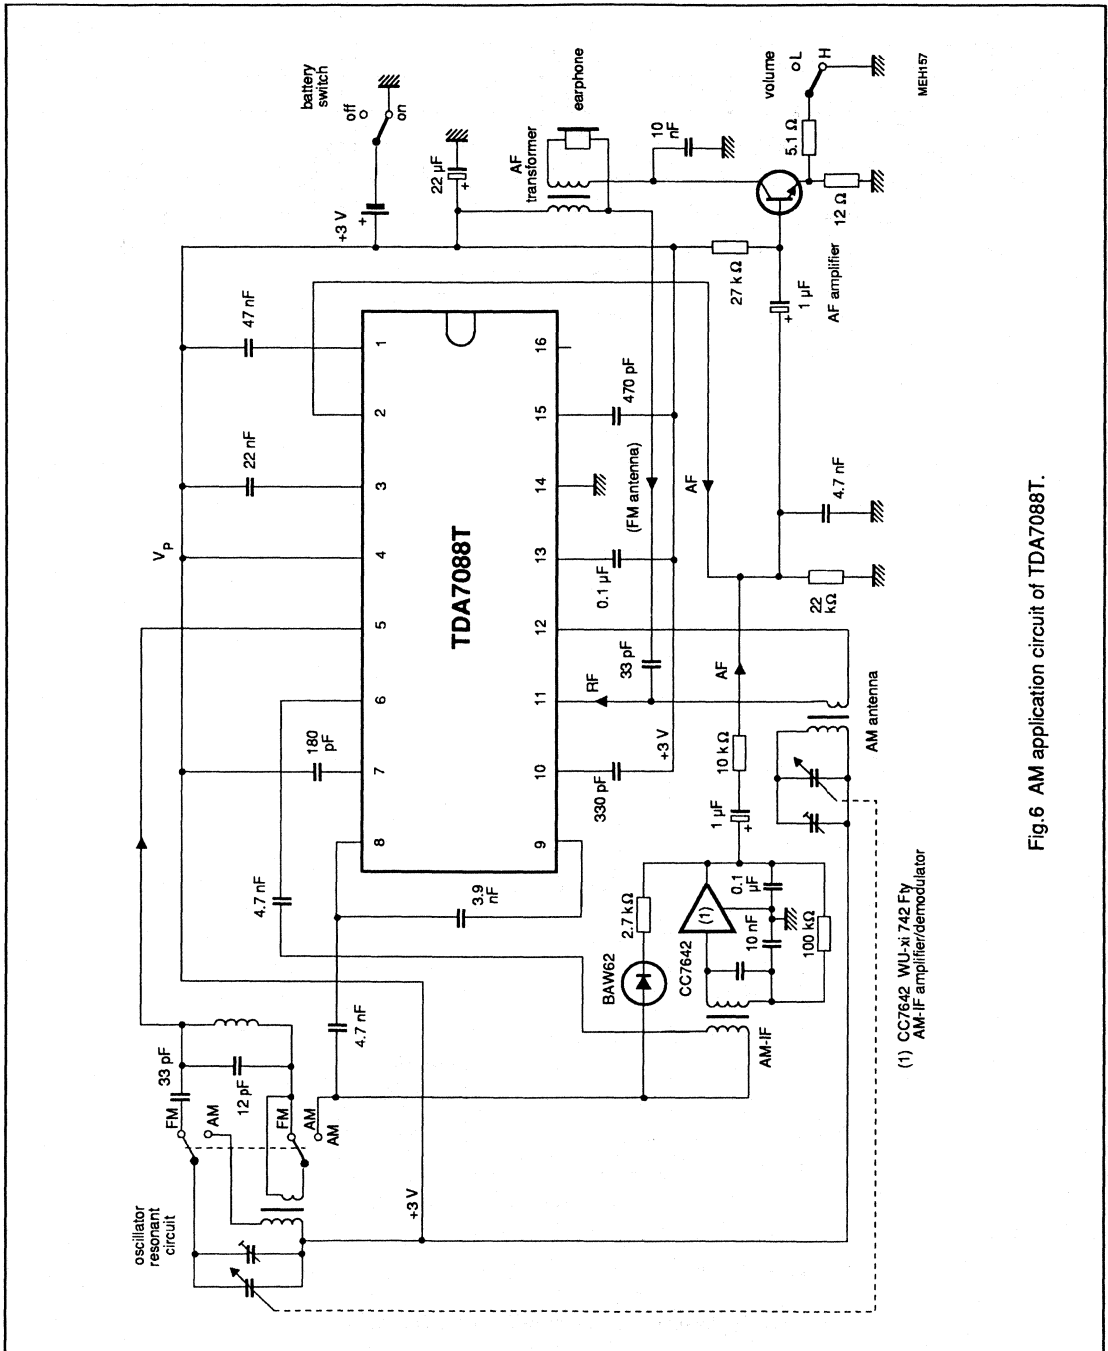 battery
switch
off
on
+3 V
+
22 µF
+
AF
transformer
earphone
10
nF
volume
L
H
5.1 Ω
12 Ω
MEH157
47 nF
22 nF
V P
27 k Ω
1 µF
+
AF amplifier
TDA7088T
1
2
3
4
5
6
7
8
16
15
14
13
12
11
10
9
470 pF
(FM antenna)
AF
0.1 µF
4.7 nF
22
kΩ
33 pF
RF
AF
180
pF
+3 V
330 pF
10 k Ω
AM antenna
1 µF
+
4.7 nF
3.9
nF
2.7 k Ω
BAW62
(1)
CC7642
0.1
µF
10 nF
100 kΩ
4.7 nF
AM-IF
33 pF
12 pF
FM
AM
FM
AM
AM
oscillator
resonant
circuit
+3 V
(1) CC7642 WU-xi 742 Fty
AM-IF amplifier/demodulator
Fig.6 AM application circuit of TDA7088T.